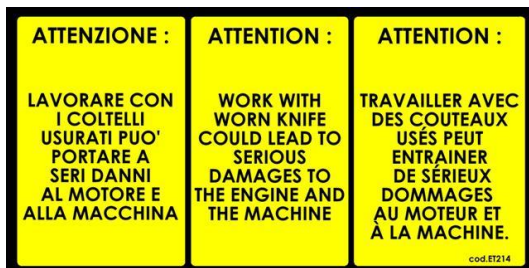 ATTENZIONE :
LAVORARE CON
I COLTELLI
USURATI PUO'
PORTARE A
SERI DANNI
AL MOTORE E
ALLA MACCHINA
ATTENTION :
WORK WITH
WORN KNIFE
COULD LEAD TO
SERIOUS
DAMAGES TO
THE ENGINE AND
THE MACHINE
ATTENTION :
TRAVAILLER AVEC
DES COUTEAUX
USÉS PEUT
ENTRAINER
DE SÉRIEUX
DOMMAGES
AU MOTEUR ET
À LA MACHINE.
cod.ET214